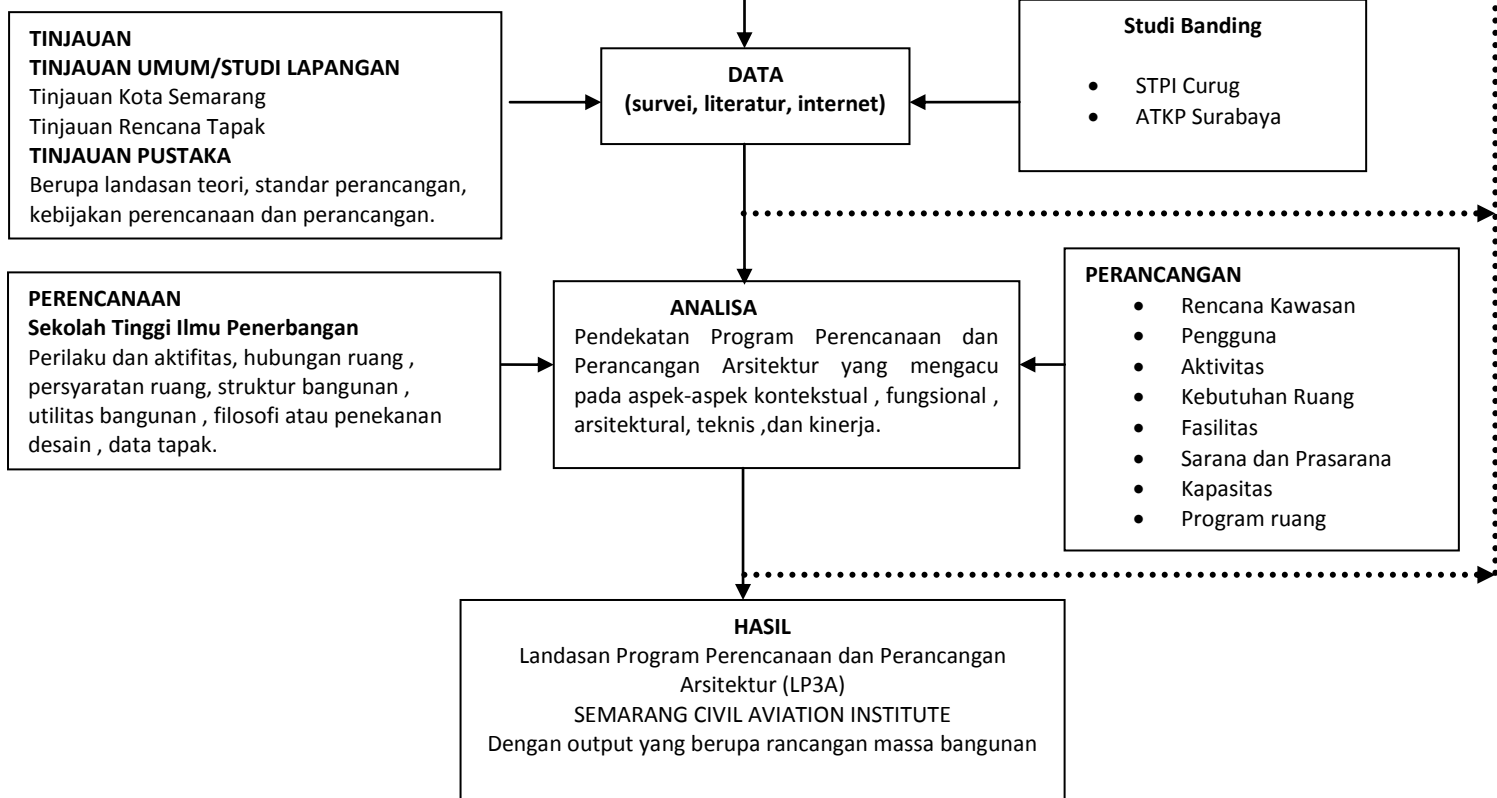 TINJAUAN
TINJAUAN UMUM/STUDI LAPANGAN
Tinjauan Kota Semarang
Tinjauan Rencana Tapak
TINJAUAN PUSTAKA
Berupa landasan teori, standar perancangan,
kebijakan perencanaan dan perancangan.
DATA
(survei, literatur, internet)
Studi Banding
• STPI Curug
• ATKP Surabaya
PERENCANAAN
Sekolah Tinggi Ilmu Penerbangan
Perilaku dan aktifitas, hubungan ruang ,
persyaratan ruang, struktur bangunan ,
utilitas bangunan , filosofi atau penekanan
desain , data tapak.
ANALISA
Pendekatan Program Perencanaan dan
Perancangan Arsitektur yang mengacu
pada aspek-aspek kontekstual , fungsional ,
arsitektural, teknis ,dan kinerja.
PERANCANGAN
• Rencana Kawasan
• Pengguna
• Aktivitas
• Kebutuhan Ruang
• Fasilitas
• Sarana dan Prasarana
• Kapasitas
• Program ruang
HASIL
Landasan Program Perencanaan dan Perancangan
Arsitektur (LP3A)
SEMARANG CIVIL AVIATION INSTITUTE
Dengan output yang berupa rancangan massa bangunan